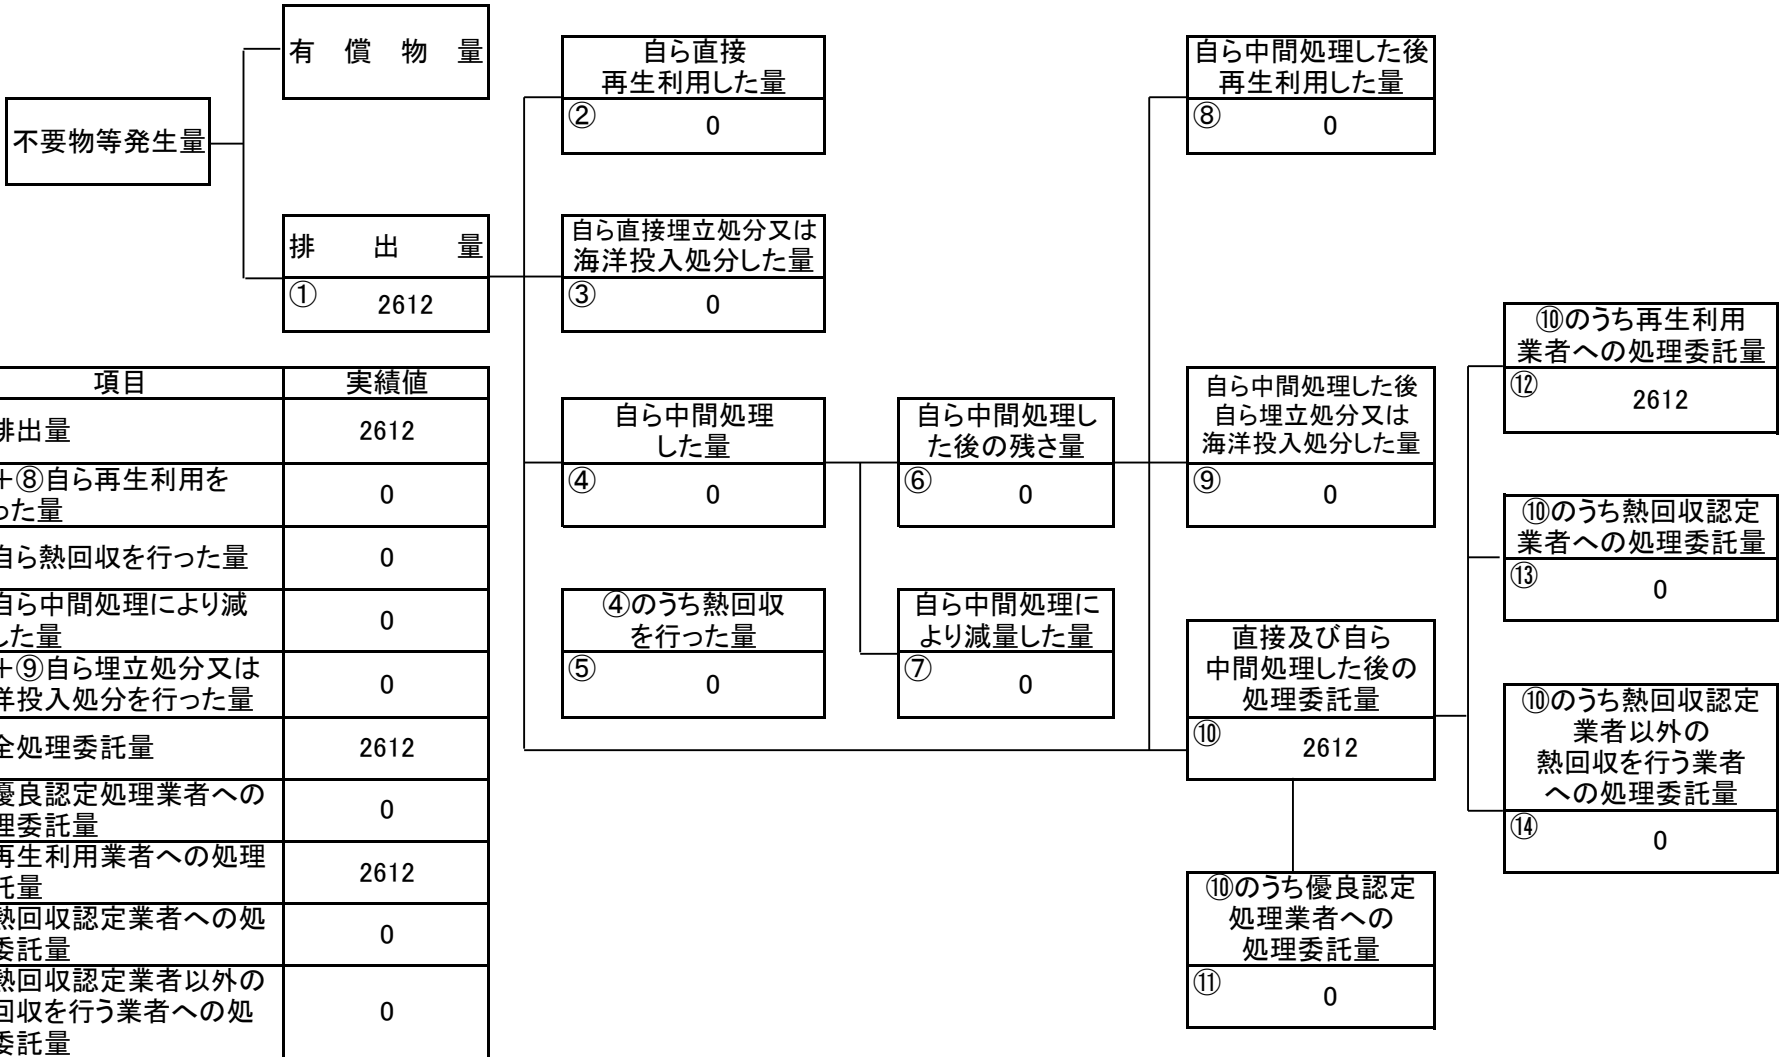 有償物量
自ら直接
再生利用した量
② 0
自ら中間処理した後
再生利用した量
⑧ 0
不要物等発生量
排出量
① 2612
自ら直接埋立処分又は
海洋投入処分した量
③ 0
⑩のうち再生利用
業者への処理委託量
⑫ 2612
自ら中間処理
した量
④ 0
自ら中間処理し
た後の残さ量
⑥ 0
自ら中間処理した後
自ら埋立処分又は
海洋投入処分した量
⑨ 0
⑩のうち熱回収認定
業者への処理委託量
⑬ 0
④のうち熱回収
を行った量
⑤ 0
自ら中間処理に
より減量した量
⑦ 0
直接及び自ら
中間処理した後の
処理委託量
⑩ 2612
⑩のうち熱回収認定
業者以外の
熱回収を行う業者
への処理委託量
⑭ 0
⑩のうち優良認定
処理業者への
処理委託量
⑪ 0
項目 実績値
排出量 2612
+⑧自ら再生利用を
った量 0
自ら熱回収を行った量 0
自ら中間処理により減
した量 0
+⑨自ら埋立処分又は
洋投入処分を行った量 0
全処理委託量 2612
優良認定処理業者への
理委託量 0
再生利用業者への処理
託量 2612
熱回収認定業者への処
委託量 0
熱回収認定業者以外の
回収を行う業者への処
委託量 0